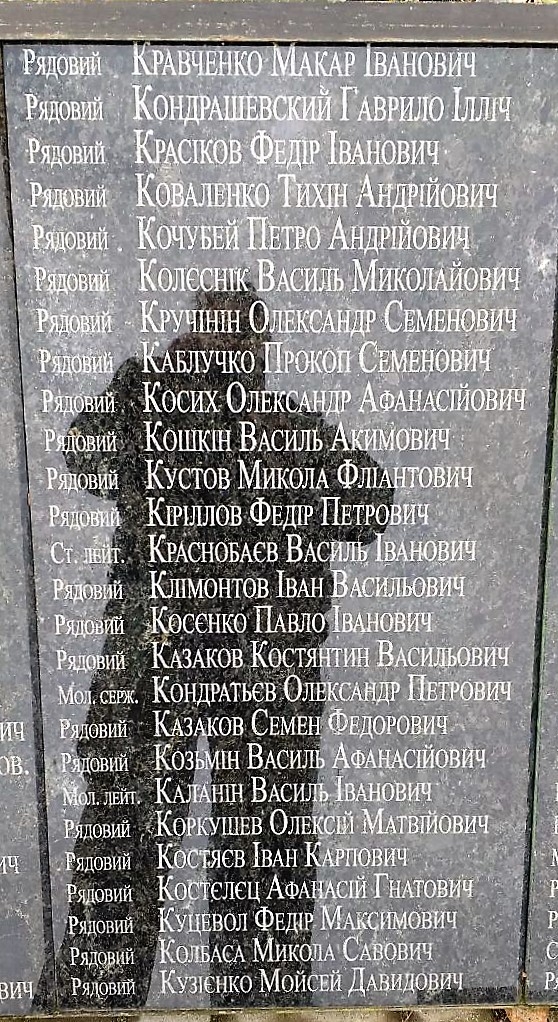 Рядовий Кравченко Макар Іванович
Рядовий Кондрашевский Гаврило Ілліч
Рядовий Красіков Федір Іванович
Рядовий Коваленко Тихін Андрійович
Рядовий Кочубей Петро Андрійович
Рядовий Колєснік Василь Миколайович
Рядовий Кручінін Олександр Семенович
Рядовий Каблучко Прокоп Семенович
Рядовий Косих Олександр Афанасійович
Рядовий Кошкін Василь Акимович
Рядовий Кустов Микола Фліантович
Рядовий Кіріллов Федір Петрович
Ст. лейт. Краснобаєв Василь Іванович
Рядовий Клімонтов Іван Васильович
Рядовий Косєнко Павло Іванович
Рядовий Казаков Костянтин Васильович
Мол. серж. Кондратьєв Олександр Петрович
Рядовий Казаков Семен Федорович
Рядовий Козьмін Василь Афанасійович
Мол. лейт. Каланін Василь Іванович
Рядовий Коркушев Олексій Матвійович
Рядовий Костяєв Іван Карпович
Рядовий Костєлєц Афанасій Гнатович
Рядовий Куцевол Федір Максимович
Рядовий Колбаса Микола Савович
Рядовий Кузієнко Мойсей Давидович